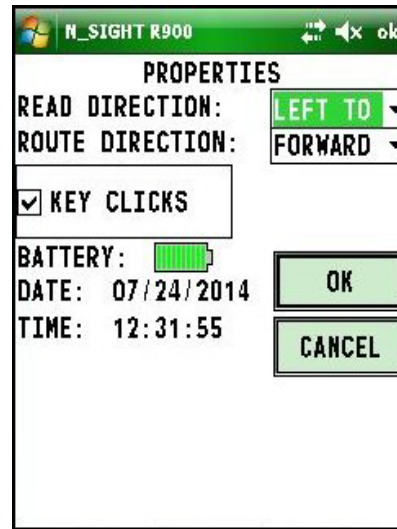 N_SIGHT R900 ok
PROPERTIES
READ DIRECTION: LEFT TO
ROUTE DIRECTION: FORWARD
KEY CLICKS
BATTERY:
DATE: 07/24/2014
TIME: 12:31:55
OK
CANCEL